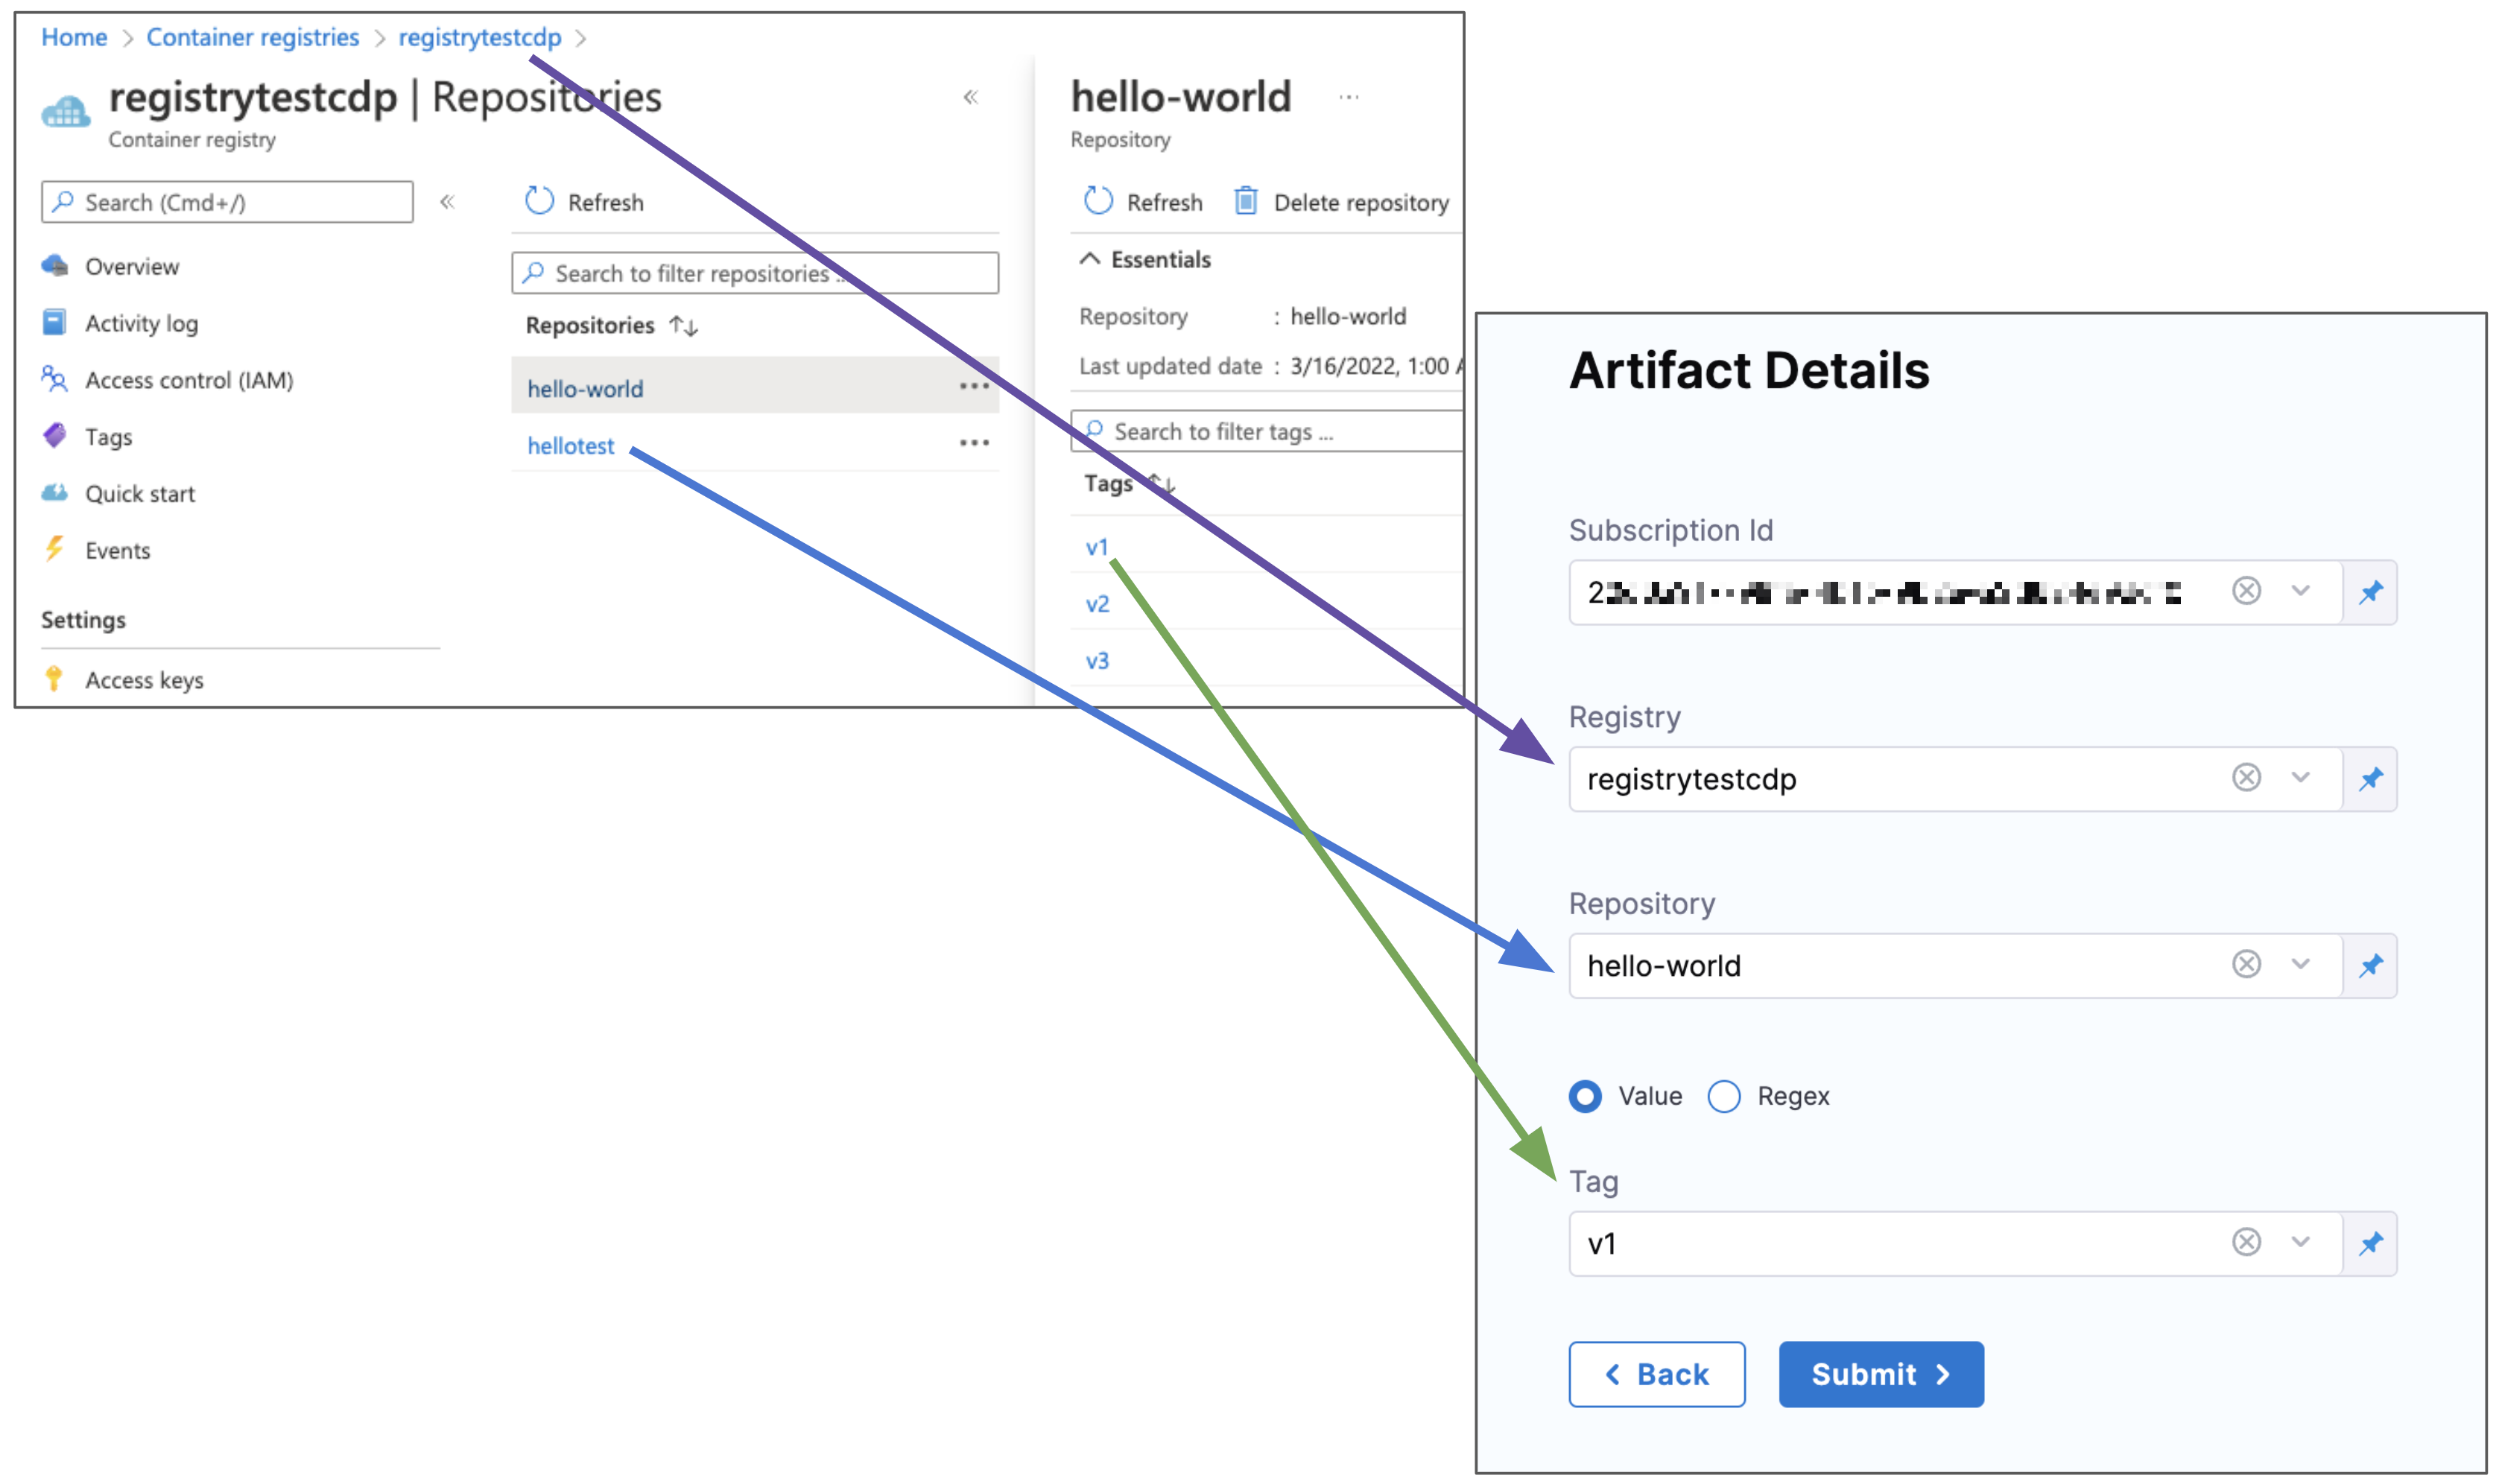 Home > Container registries > registrytestcdp >
registrytestcdp | Repositories
Container registry
Search (Cmd+/)
Overview
Activity log
Access control (IAM)
Tags
Quick start
Events
Settings
Access keys
Refresh
Search to filter repositories ...
Repositories
hello-world
hellotest
hello-world
Repository
Refresh
Delete repository
Essentials
Repository : hello-world
Last updated date : 3/16/2022, 1:00
Search to filter tags ...
Tags
v1
v2
v3
Artifact Details
Subscription Id
2
Registry
registrytestcdp
Repository
hello-world
Value Regex
Tag
v1
Back Submit